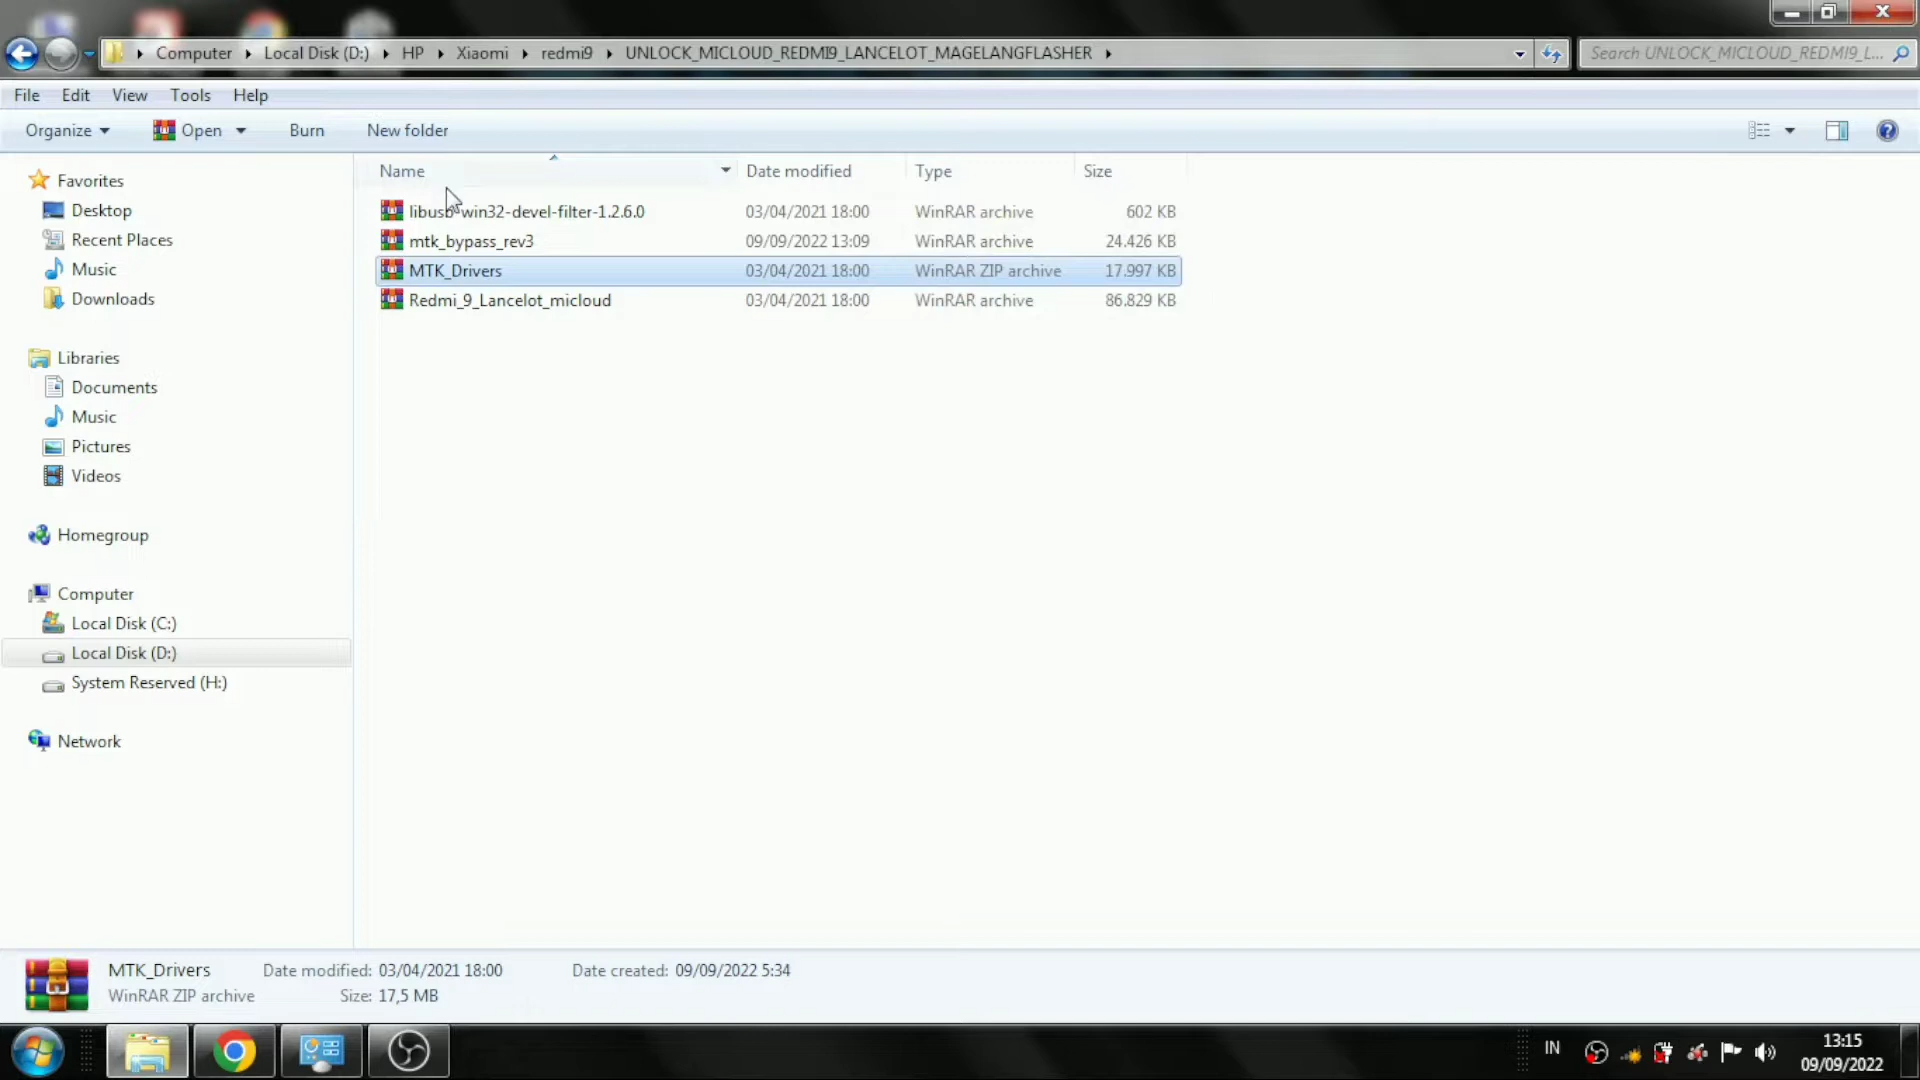 Computer Local Disk (D:) HP Xiaomi redmi9 UNLOCK_MICLOUD_REDMI9_LANCELOT_MAGELANGFLASHER
Search UNLOCK_MICLOUD_REDMI9_L...
File Edit View Tools Help
Organize Open Burn New folder
Name Date modified Type Size
libusb-win32-devel-filter-1.2.6.0 03/04/2021 18:00 WinRAR archive 602 KB
mtk_bypass_rev3 09/09/2022 13:09 WinRAR archive 24.426 KB
MTK_Drivers 03/04/2021 18:00 WinRAR ZIP archive 17.997 KB
Redmi_9_Lancelot_micloud 03/04/2021 18:00 WinRAR archive 86.829 KB
Favorites
Desktop
Recent Places
Music
Downloads
Libraries
Documents
Music
Pictures
Videos
Homegroup
Computer
Local Disk (C:)
Local Disk (D:)
System Reserved (H:)
Network
MTK_Drivers Date modified: 03/04/2021 18:00 Date created: 09/09/2022 5:34
WinRAR ZIP archive Size: 17,5 MB
IN
13:15
09/09/2022